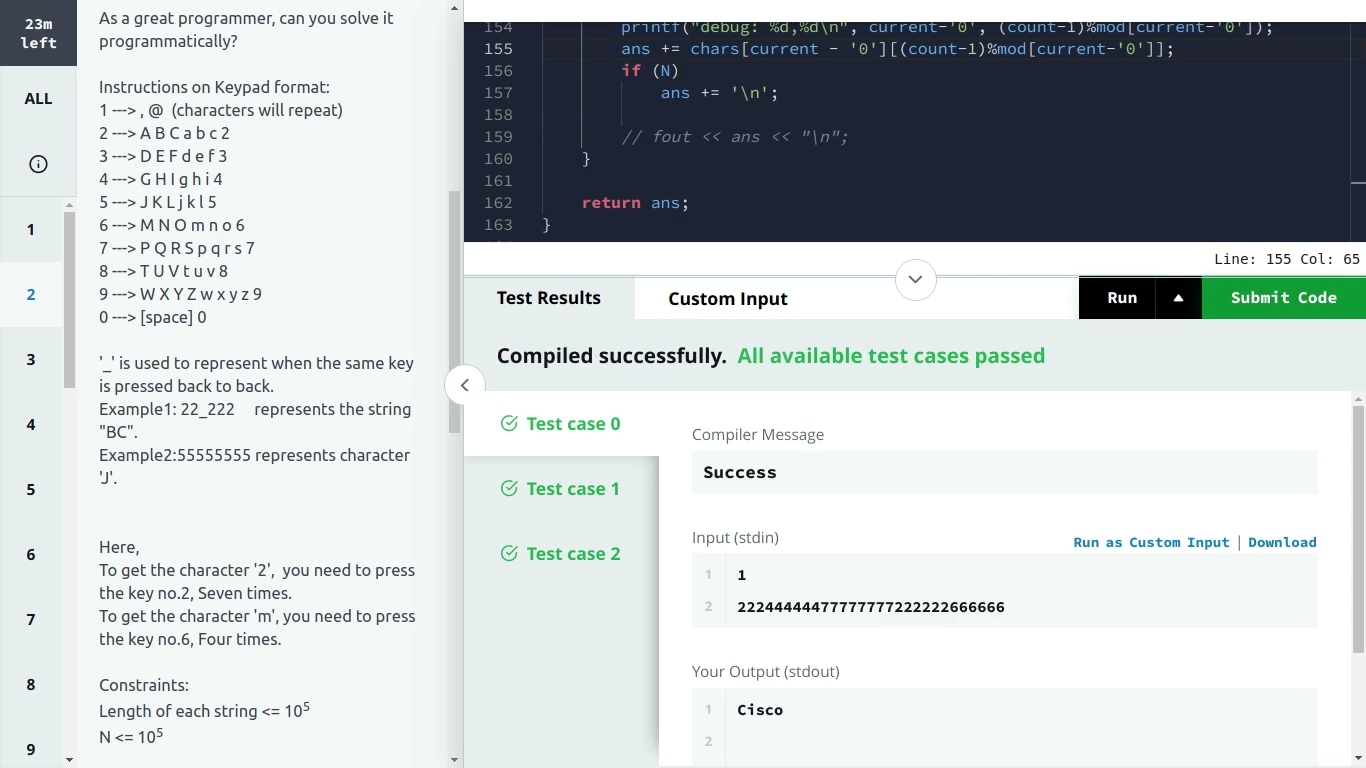 23m
left
ALL
1
2
3
4
5
6
7
8
9
As a great programmer, can you solve it
programmatically?
Instructions on Keypad format:
1 ---> , @ (characters will repeat)
2 ---> A B C a b c 2
3 ---> D E F d e f 3
4 ---> G H I g h i 4
5 ---> J K L j k l 5
6 ---> M N O m n o 6
7 ---> P Q R S p q r s 7
8 ---> T U V t u v 8
9 ---> W X Y Z w x y z 9
0 ---> [space] 0
'_' is used to represent when the same key
is pressed back to back.
Example1: 22_222 represents the string
"BC".
Example2:55555555 represents character
'J'.
Here,
To get the character '2', you need to press
the key no.2, Seven times.
To get the character 'm', you need to press
the key no.6, Four times.
Constraints:
Length of each string <= 10⁵
N <= 10⁵
154 printf("debug: %d,%d\n", current-'0', (count-1)%mod[current-'0']);
155 ans += chars[current - '0'][(count-1)%mod[current-'0']];
156 if (N)
157 ans += '\n';
158
159 // fout << ans << "\n";
160 }
161
162 return ans;
163 }
Line: 155 Col: 65
Test Results
Custom Input
Run
Submit Code
Compiled successfully. All available test cases passed
Test case 0
Test case 1
Test case 2
Compiler Message
Success
Input (stdin)
Run as Custom Input | Download
1 1
2 222444444777777777222222666666
Your Output (stdout)
1 Cisco
2